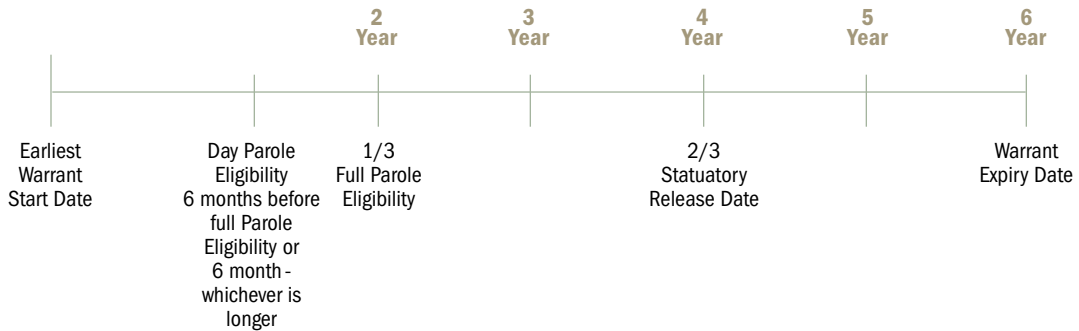 2
Year
3
Year
4
Year
5
Year
6
Year
Earliest
Warrant
Start Date
Day Parole
Eligibility
6 months before
full Parole
Eligibility or
6 month -
whichever is
longer
1/3
Full Parole
Eligibility
2/3
Statuatory
Release Date
Warrant
Expiry Date